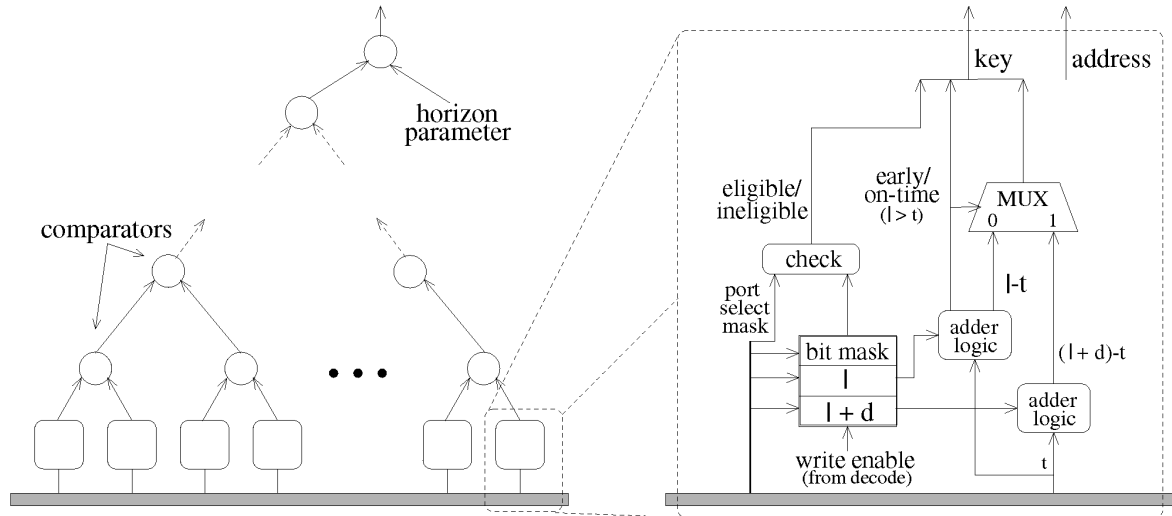 horizon
parameter
comparators
key
address
eligible/
ineligible
early/
on-time
(l > t)
MUX
0 1
check
port
select
mask
l-t
adder
logic
(l + d)-t
bit mask
l
l + d
adder
logic
write enable
(from decode)
t